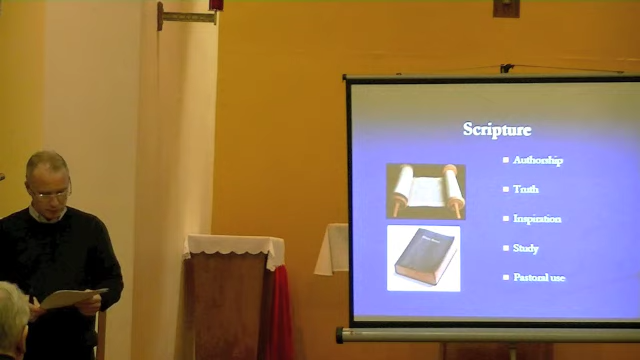 Scripture
Authorship
Truth
Inspiration
Study
Pastoral use